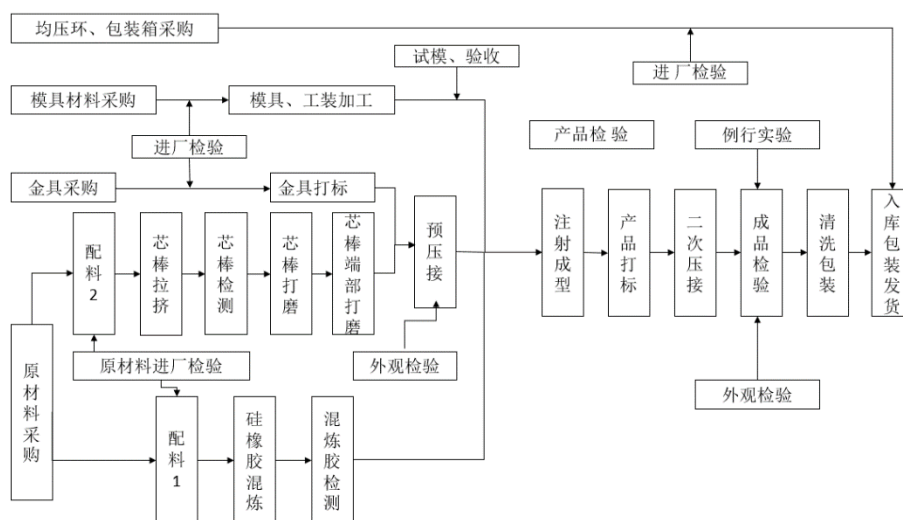 均压环、包装箱采购
试模、验收
进 厂检验
模具材料采购
模具、工装加工
产品检 验
例行实验
进厂检验
金具采购
金具打标
预压接
芯棒端部打磨
芯棒打磨
芯棒检测
芯棒拉挤
配料2
注射成型
产品打标
二次压接
成品检验
清洗包装
入库包装发货
原材料采购
原材料进厂检验
外观检验
外观检验
配料1
硅橡胶混炼
混炼胶检测